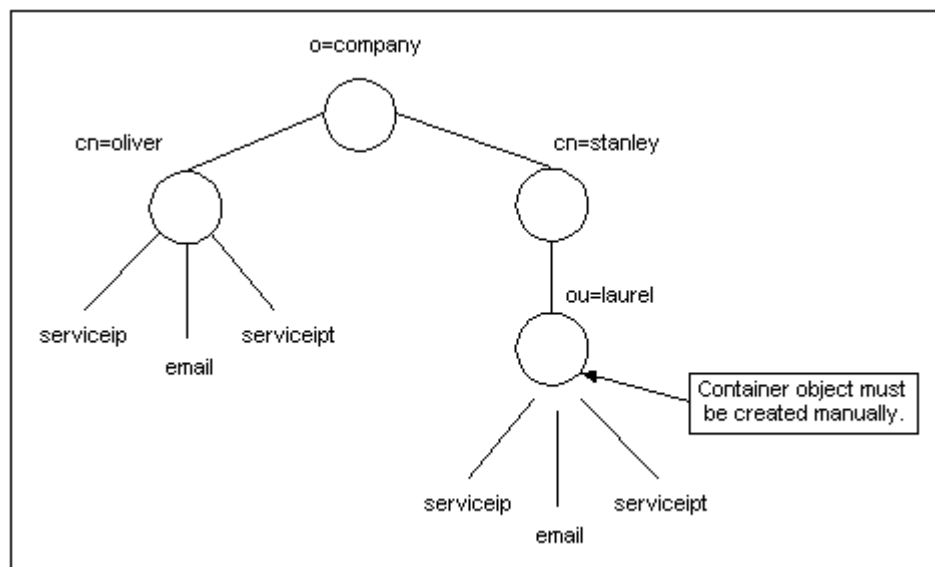 o=company
cn=oliver
cn=stanley
ou=laurel
serviceip
serviceipt
email
Container object must
be created manually.
serviceip
serviceipt
email